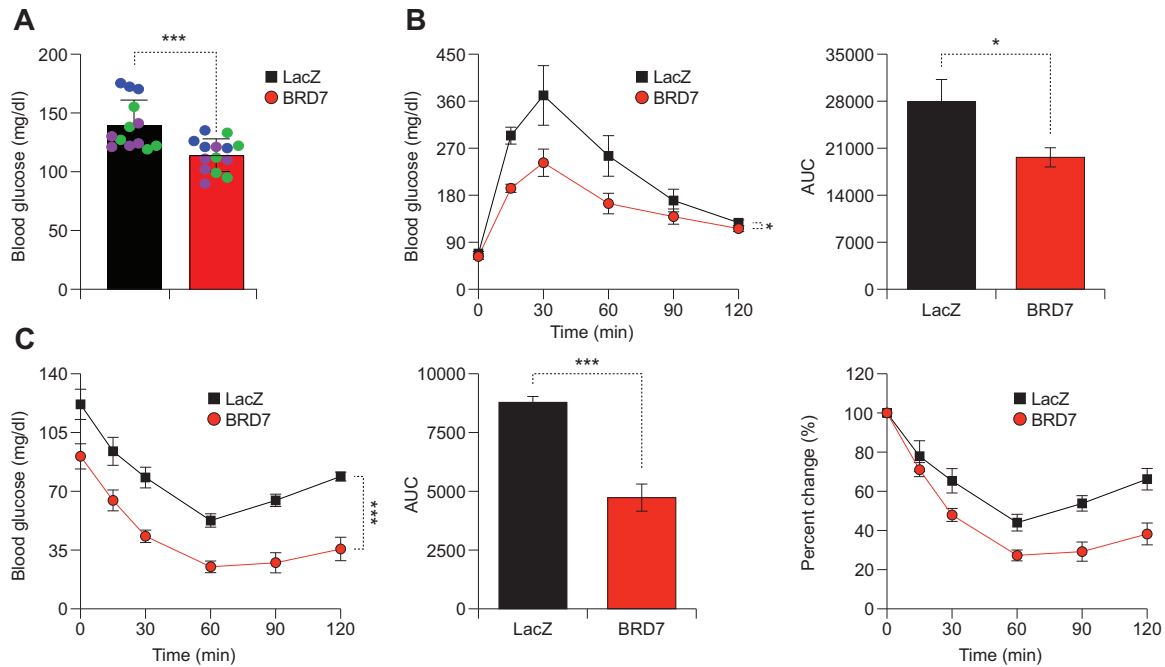 A
***
200
150
100
50
0
Blood glucose (mg/dl)
LacZ
BRD7
B
450
360
270
180
90
0
Blood glucose (mg/dl)
LacZ
BRD7
*
0 30 60 90 120
Time (min)
35000
28000
21000
14000
7000
0
AUC
*
LacZ BRD7
C
140
105
70
35
0
Blood glucose (mg/dl)
LacZ
BRD7
***
0 30 60 90 120
Time (min)
10000
7500
5000
2500
0
AUC
***
LacZ BRD7
120
100
80
60
40
20
0
Percent change (%)
LacZ
BRD7
0 30 60 90 120
Time (min)